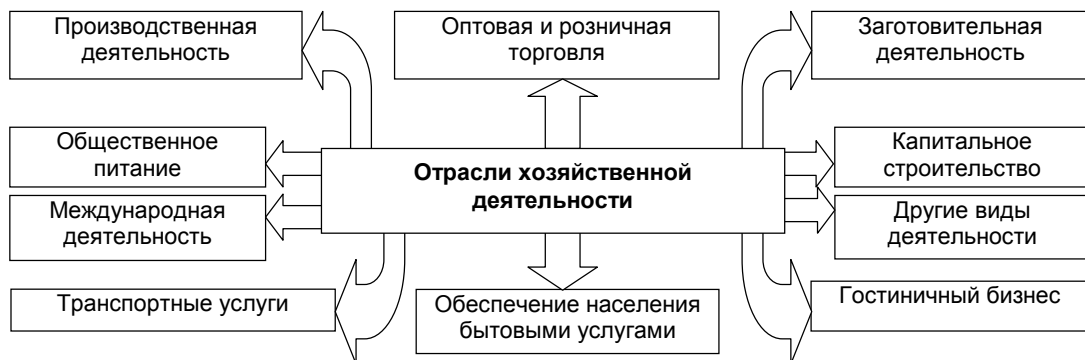 Производственная
деятельность
Оптовая и розничная
торговля
Заготовительная
деятельность
Общественное
питание
Отрасли хозяйственной
деятельности
Капитальное
строительство
Международная
деятельность
Другие виды
деятельности
Транспортные услуги
Обеспечение населения
бытовыми услугами
Гостиничный бизнес